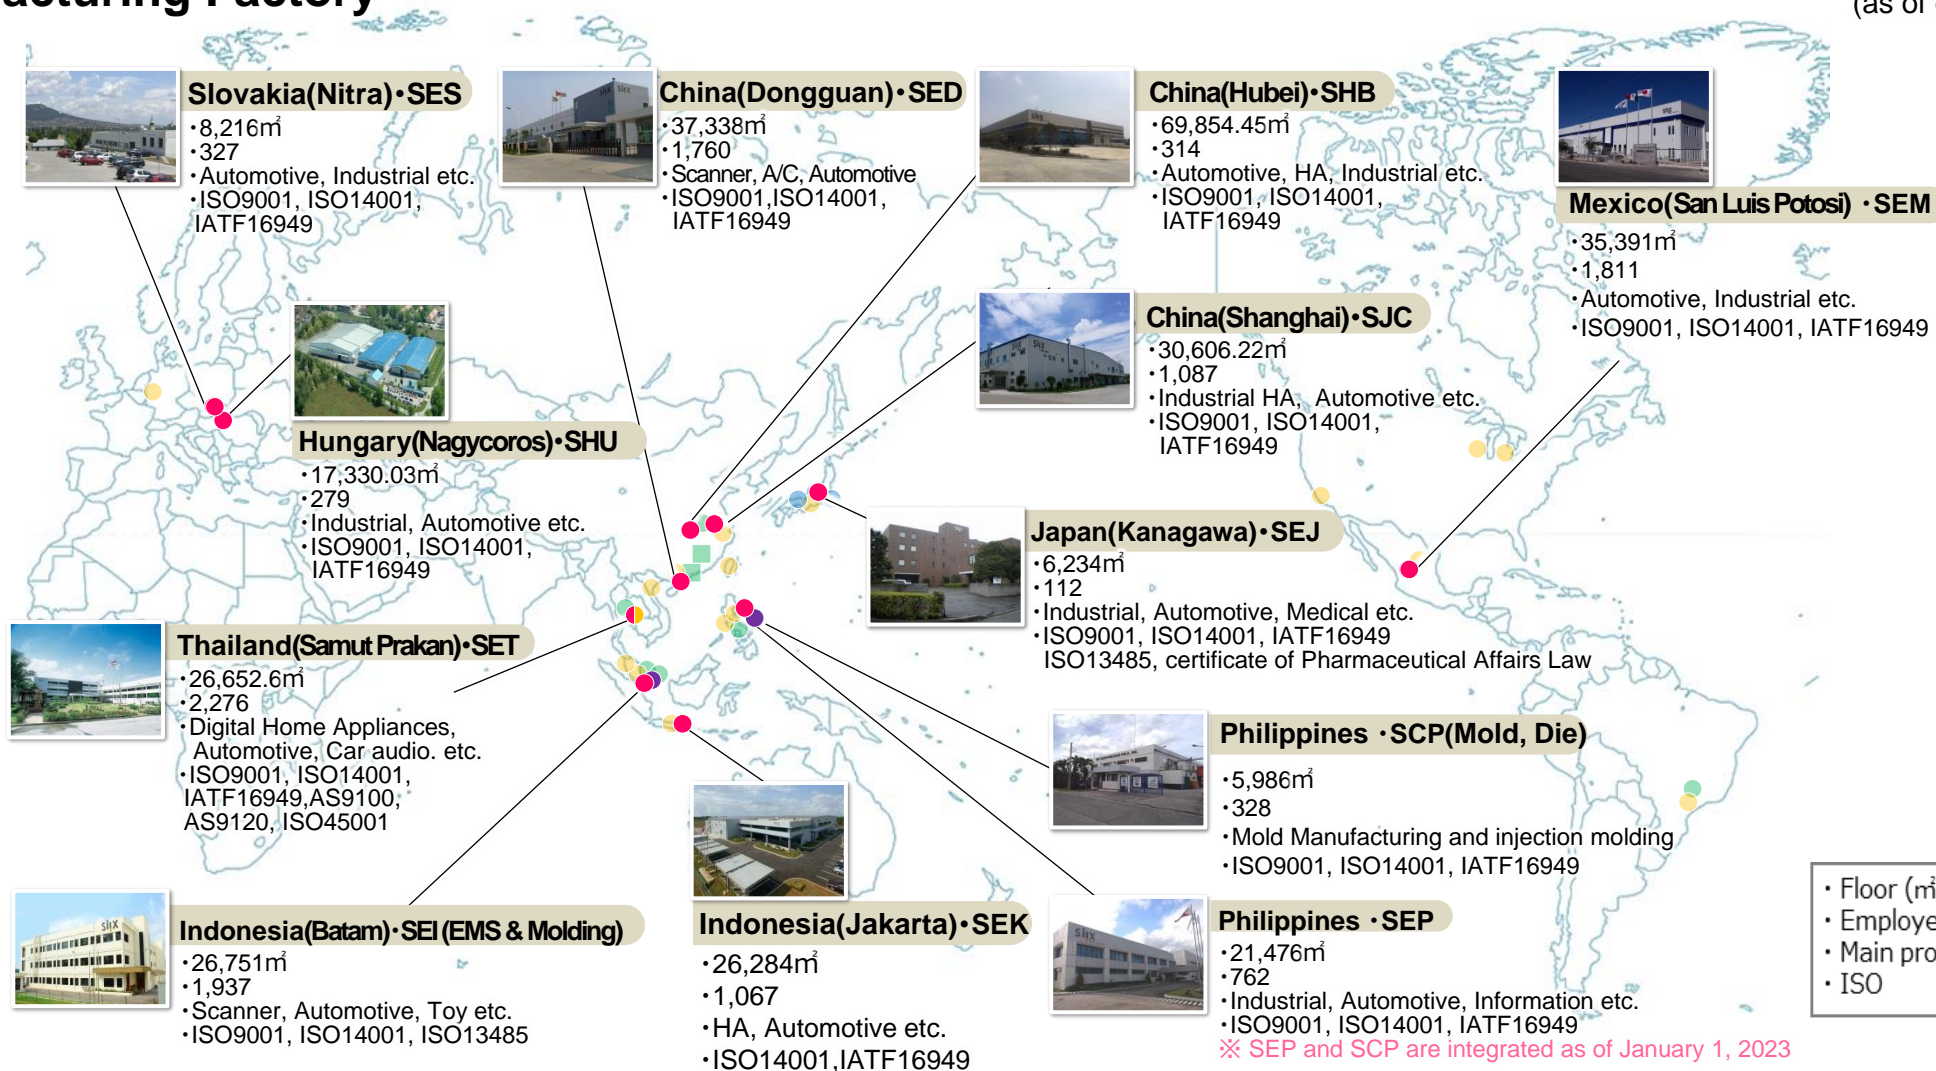 (as of
Slovakia(Nitra)・SES
・8,216㎡
・327
・Automotive, Industrial etc.
・ISO9001, ISO14001,
IATF16949
China(Dongguan)・SED
・37,338㎡
・1,760
・Scanner, A/C, Automotive
・ISO9001,ISO14001,
IATF16949
China(Hubei)・SHB
・69,854.45㎡
・314
・Automotive, HA, Industrial etc.
・ISO9001, ISO14001,
IATF16949
Mexico(San Luis Potosi) ・SEM
・35,391㎡
・1,811
・Automotive, Industrial etc.
・ISO9001, ISO14001, IATF16949
Hungary(Nagycoros)・SHU
・17,330.03㎡
・279
・Industrial, Automotive etc.
・ISO9001, ISO14001,
IATF16949
China(Shanghai)・SJC
・30,606.22㎡
・1,087
・Industrial HA, Automotive etc.
・ISO9001, ISO14001,
IATF16949
Japan(Kanagawa)・SEJ
・6,234㎡
・112
・Industrial, Automotive, Medical etc.
・ISO9001, ISO14001, IATF16949
ISO13485, certificate of Pharmaceutical Affairs Law
Thailand(Samut Prakan)・SET
・26,652.6㎡
・2,276
・Digital Home Appliances,
Automotive, Car audio. etc.
・ISO9001, ISO14001,
IATF16949,AS9100,
AS9120, ISO45001
Philippines ・SCP(Mold, Die)
・5,986㎡
・328
・Mold Manufacturing and injection molding
・ISO9001, ISO14001, IATF16949
Indonesia(Batam)・SEI (EMS & Molding)
・26,751㎡
・1,937
・Scanner, Automotive, Toy etc.
・ISO9001, ISO14001, ISO13485
Indonesia(Jakarta)・SEK
・26,284㎡
・1,067
・HA, Automotive etc.
・ISO14001,IATF16949
Philippines ・SEP
・21,476㎡
・762
・Industrial, Automotive, Information etc.
・ISO9001, ISO14001, IATF16949
※ SEP and SCP are integrated as of January 1, 2023
・Floor (㎡
・Employe
・Main pro
・ISO